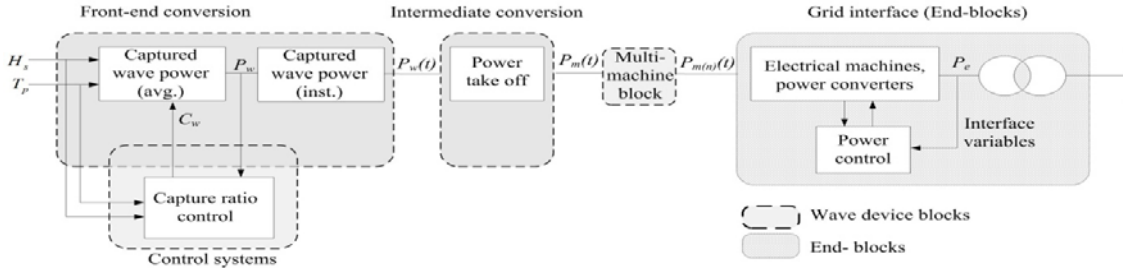 Front-end conversion
Intermediate conversion
Grid interface (End-blocks)
H_s
T_p
Captured
wave power
(avg.)
P_w
Captured
wave power
(inst.)
P_w(t)
Power
take off
P_m(t)
Multi-
machine
block
P_m(n)(t)
Electrical machines,
power converters
P_e
C_w
Power
control
Interface
variables
Capture ratio
control
Control systems
Wave device blocks
End- blocks